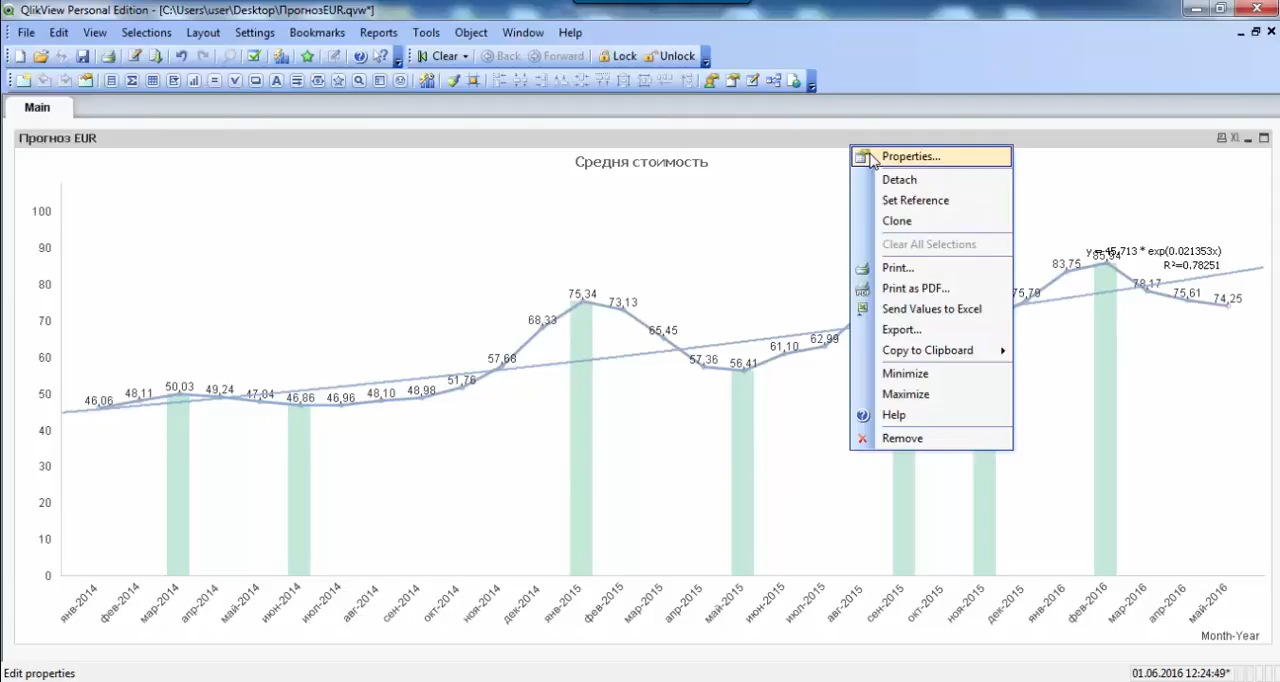 QlikView Personal Edition - [C:\Users\user\Desktop\ПрогнозEUR.qvw*]
File Edit View Selections Layout Settings Bookmarks Reports Tools Object Window Help
Clear Back Forward Lock Unlock
Main
Прогноз EUR
XL
Средня стоимость
Properties...
Detach
Set Reference
Clone
Clear All Selections
Print...
Print as PDF...
Send Values to Excel
Export...
Copy to Clipboard
Minimize
Maximize
Help
Remove
y = 45,713 * exp(0.021353x)
R²=0.78251
100
90
80
70
60
50
40
30
20
10
0
46,06 48,11 50,03 49,24 47,04 46,86 46,96 48,10 48,98 51,76 57,68 68,33 75,34 73,13 65,45 57,36 56,41 61,10 62,99 75,79 83,75 85,94 78,17 75,61 74,25
янв-2014 фев-2014 мар-2014 апр-2014 май-2014 июн-2014 июл-2014 авг-2014 сен-2014 окт-2014 ноя-2014 дек-2014 янв-2015 фев-2015 мар-2015 апр-2015 май-2015 июн-2015 июл-2015 авг-2015 сен-2015 окт-2015 ноя-2015 дек-2015 янв-2016 фев-2016 мар-2016 апр-2016 май-2016
Month-Year
Edit properties
01.06.2016 12:24:49*